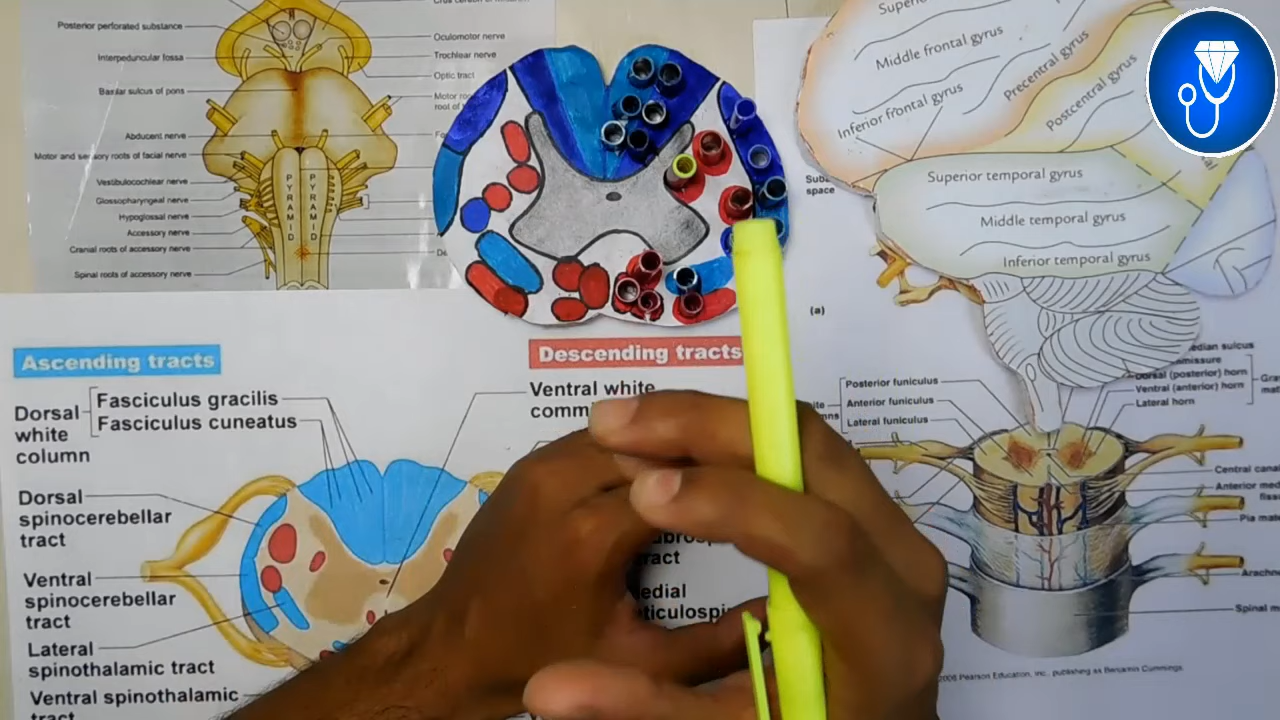 Posterior perforated substance
Interpeduncular fossa
Basilar sulcus of pons
Abducent nerve
Motor and sensory roots of facial nerve
Vestibulocochlear nerve
Glossopharyngeal nerve
Hypoglossal nerve
Accessory nerve
Cranial roots of accessory nerve
Spinal roots of accessory nerve
Oculomotor nerve
Trochlear nerve
Optic tract
PYRAMID
PYRAMID
Middle frontal gyrus
Inferior frontal gyrus
Precentral gyrus
Postcentral gyrus
Superior temporal gyrus
Middle temporal gyrus
Inferior temporal gyrus
space
(a)
Ascending tracts
Dorsal
white
column
Fasciculus gracilis
Fasciculus cuneatus
Dorsal
spinocerebellar
tract
Ventral
spinocerebellar
tract
Lateral
spinothalamic tract
Ventral spinothalamic
tract
Descending tracts
Ventral white
Posterior funiculus
Anterior funiculus
Lateral funiculus
Dorsal (posterior) horn
Ventral (anterior) horn
Lateral horn